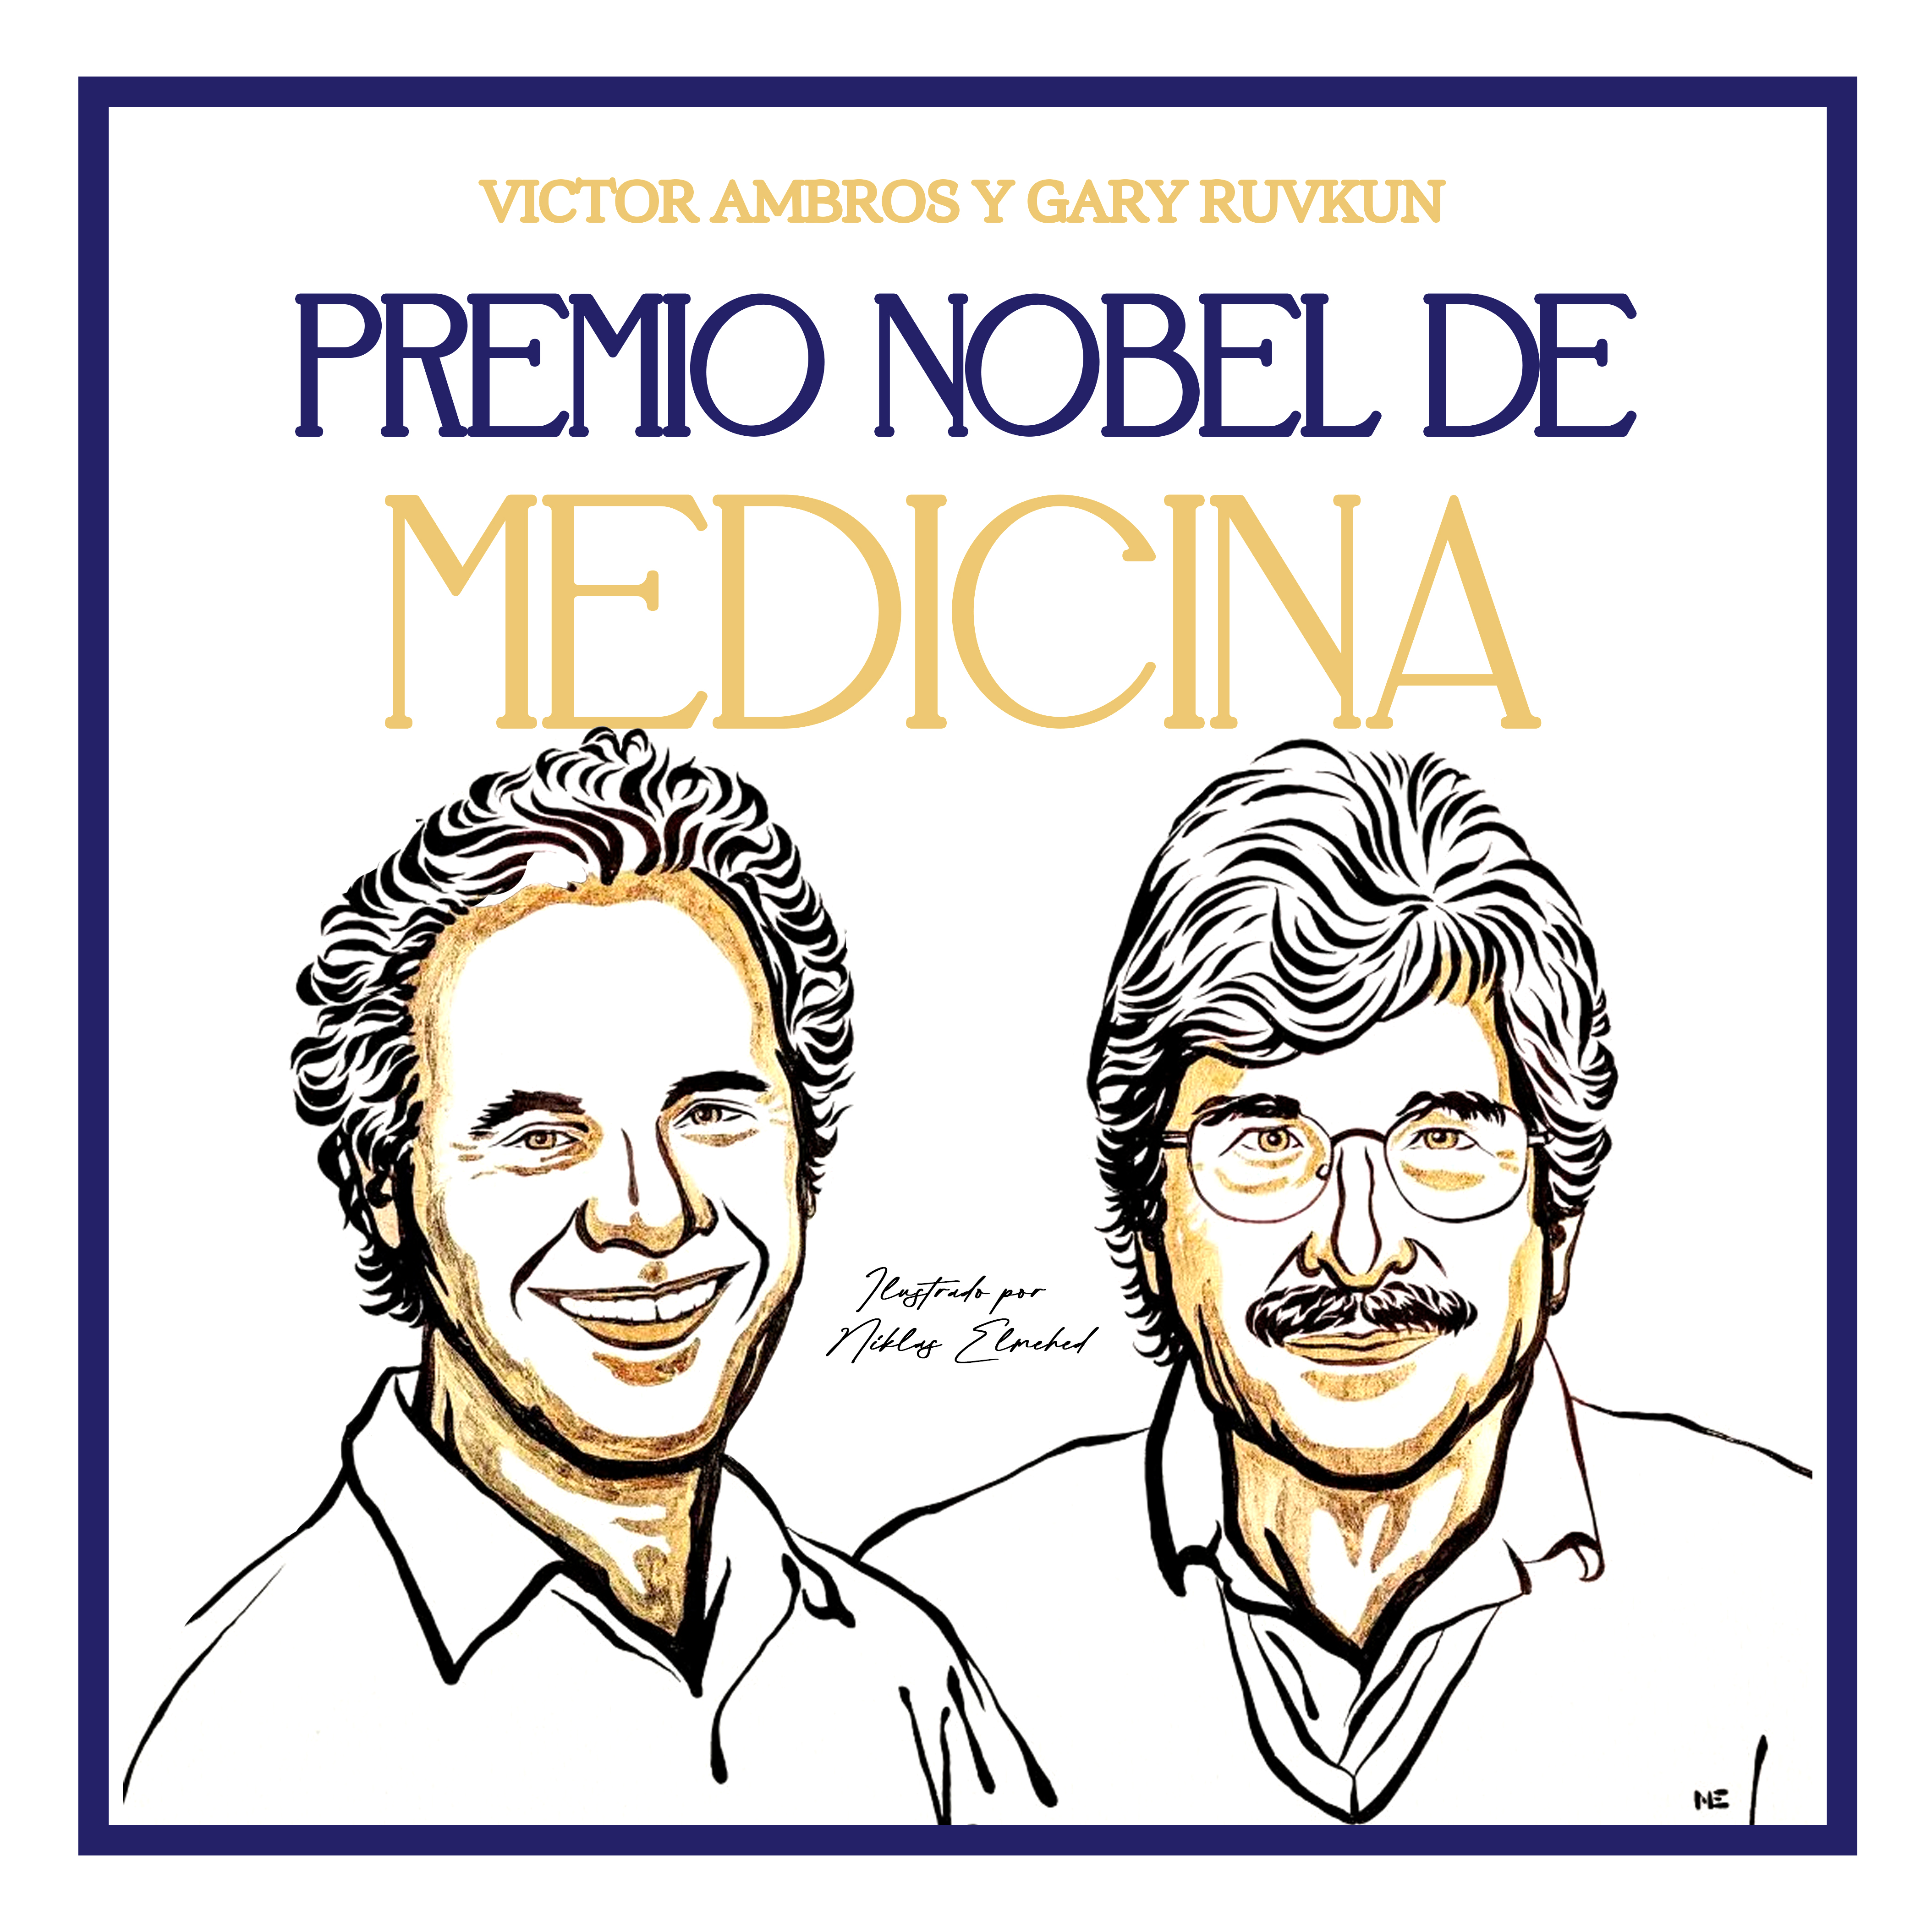 VICTOR AMBROS Y GARY RUVKUN
PREMIO NOBEL DE
MEDICINA
Ilustrado por
Niklas Elmehed
NE